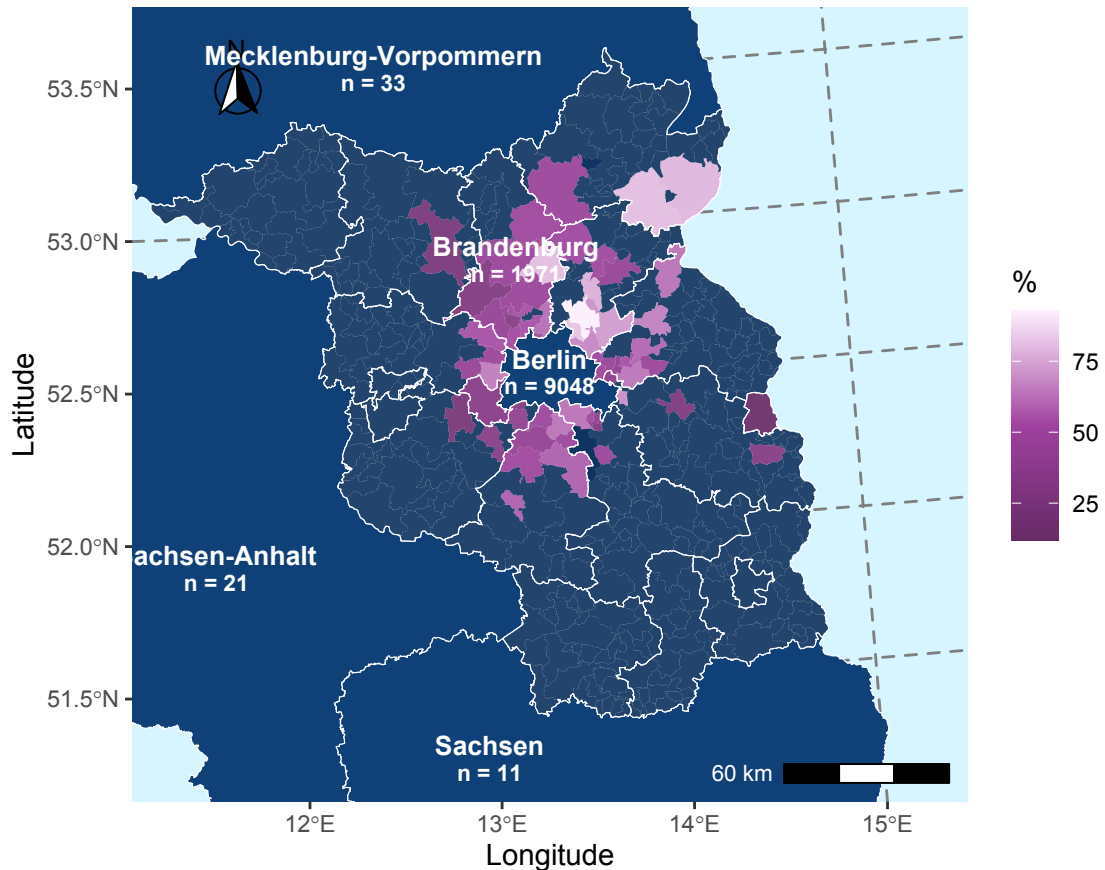 N
Mecklenburg-Vorpommern
n = 33
53.5°N
53.0°N
Brandenburg
n = 1971
%
75
50
25
Berlin
n = 9048
52.5°N
Latitude
52.0°N
achsen-Anhalt
n = 21
51.5°N
Sachsen
n = 11
60 km
12°E
13°E
14°E
15°E
Longitude